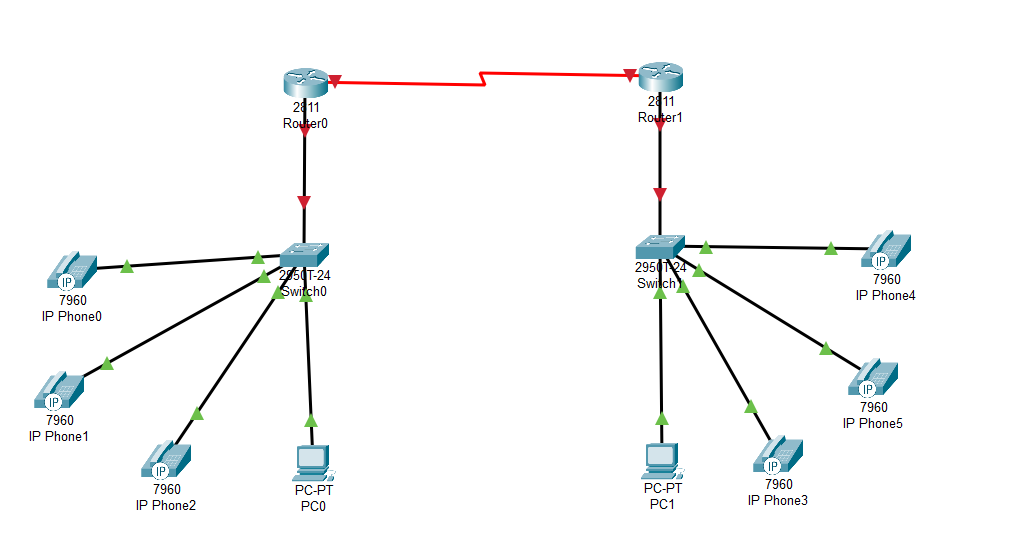 2811
Router0
2811
Router1
2950T-24
Switch0
2950T-24
Switch1
IP
7960
IP Phone0
IP
7960
IP Phone1
IP
7960
IP Phone2
PC-PT
PC0
PC-PT
PC1
IP
7960
IP Phone3
IP
7960
IP Phone4
IP
7960
IP Phone5